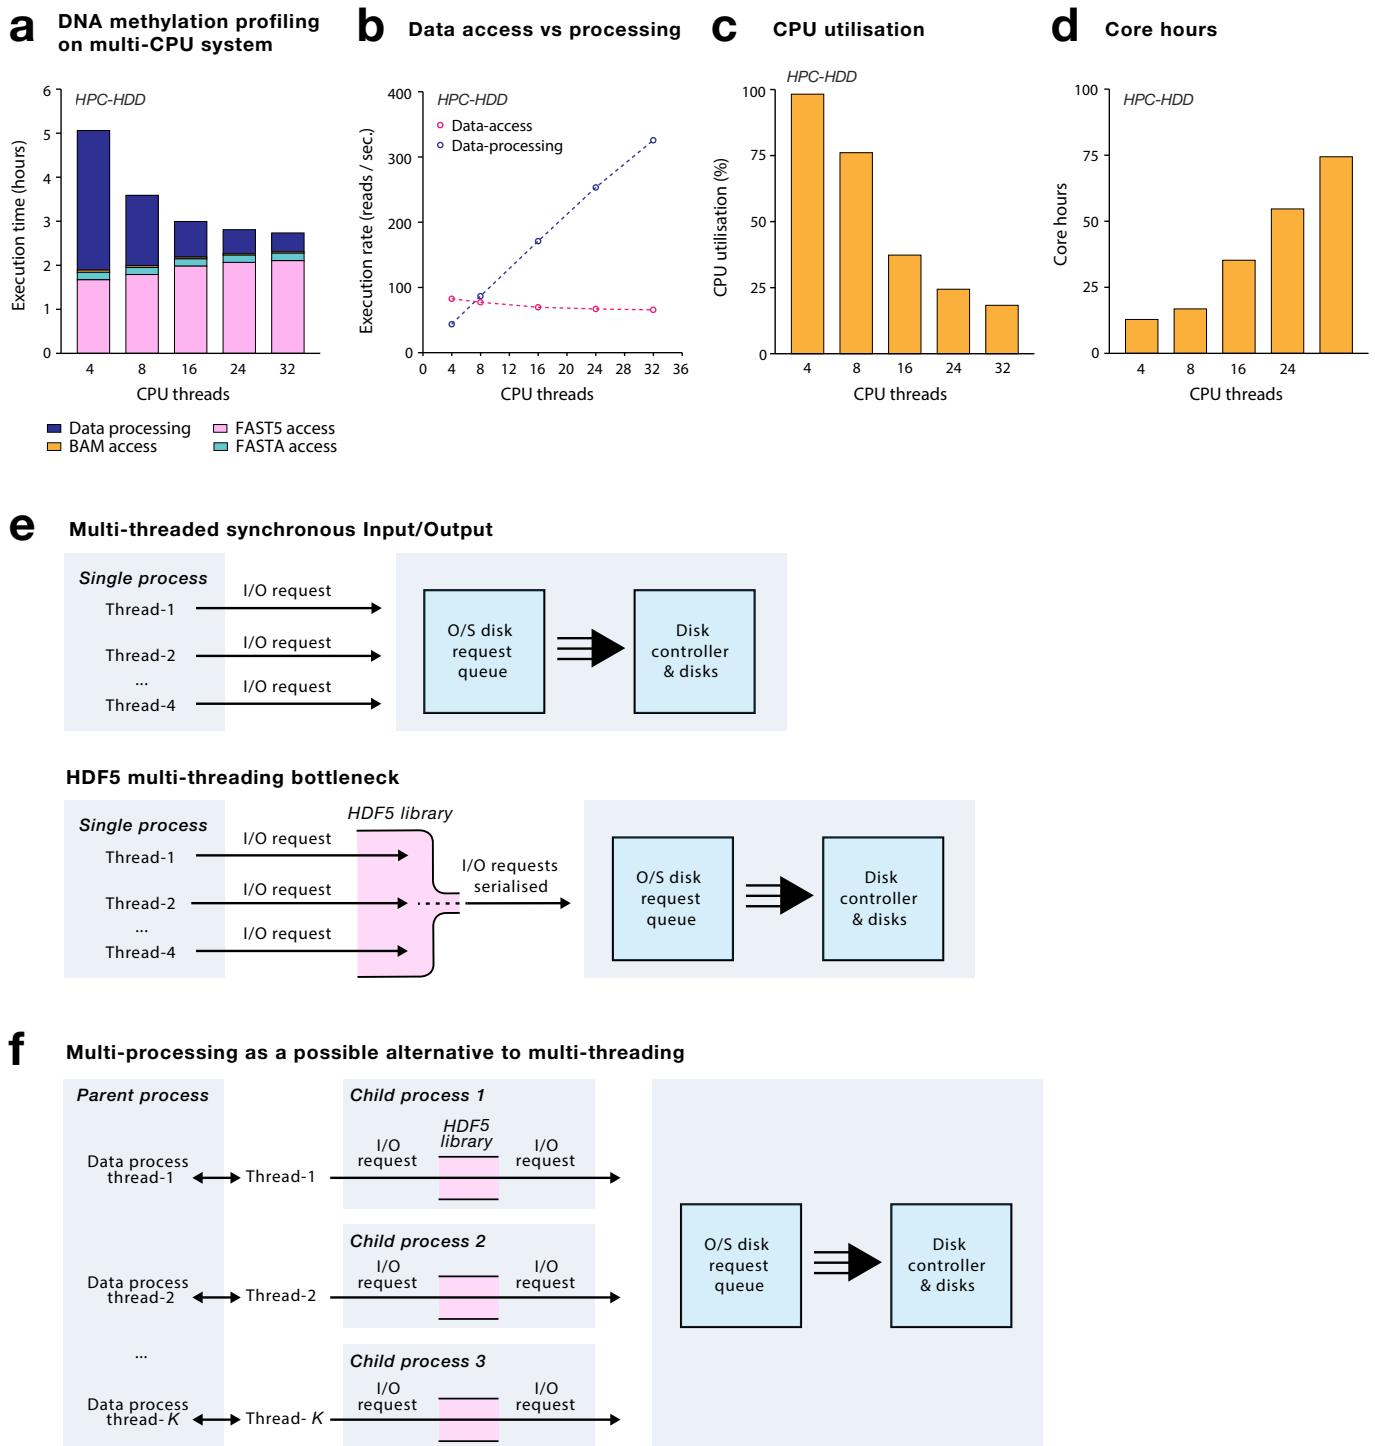 a DNA methylation profiling
on multi-CPU system
HPC-HDD
Execution time (hours)
6
5
4
3
2
1
0
4 8 16 24 32
CPU threads
Data processing
FAST5 access
BAM access
FASTA access
b Data access vs processing
HPC-HDD
Data-access
Data-processing
Execution rate (reads / sec.)
400
300
200
100
0
0 4 8 12 16 20 24 28 32 36
CPU threads
c CPU utilisation
HPC-HDD
CPU utilisation (%)
100
75
50
25
0
4 8 16 24 32
CPU threads
d Core hours
HPC-HDD
Core hours
100
75
50
25
0
4 8 16 24
CPU threads
e Multi-threaded synchronous Input/Output
Single process
Thread-1
I/O request
Thread-2
I/O request
...
Thread-4
I/O request
O/S disk
request
queue
Disk
controller
& disks
HDF5 multi-threading bottleneck
Single process
HDF5 library
Thread-1
I/O request
Thread-2
I/O request
...
Thread-4
I/O request
I/O requests
serialised
O/S disk
request
queue
Disk
controller
& disks
f Multi-processing as a possible alternative to multi-threading
Parent process
Child process 1
Data process
thread-1
Thread-1
I/O
request
HDF5
library
I/O
request
Child process 2
Data process
thread-2
Thread-2
I/O
request
I/O
request
...
Child process 3
Data process
thread-K
Thread- K
I/O
request
I/O
request
O/S disk
request
queue
Disk
controller
& disks